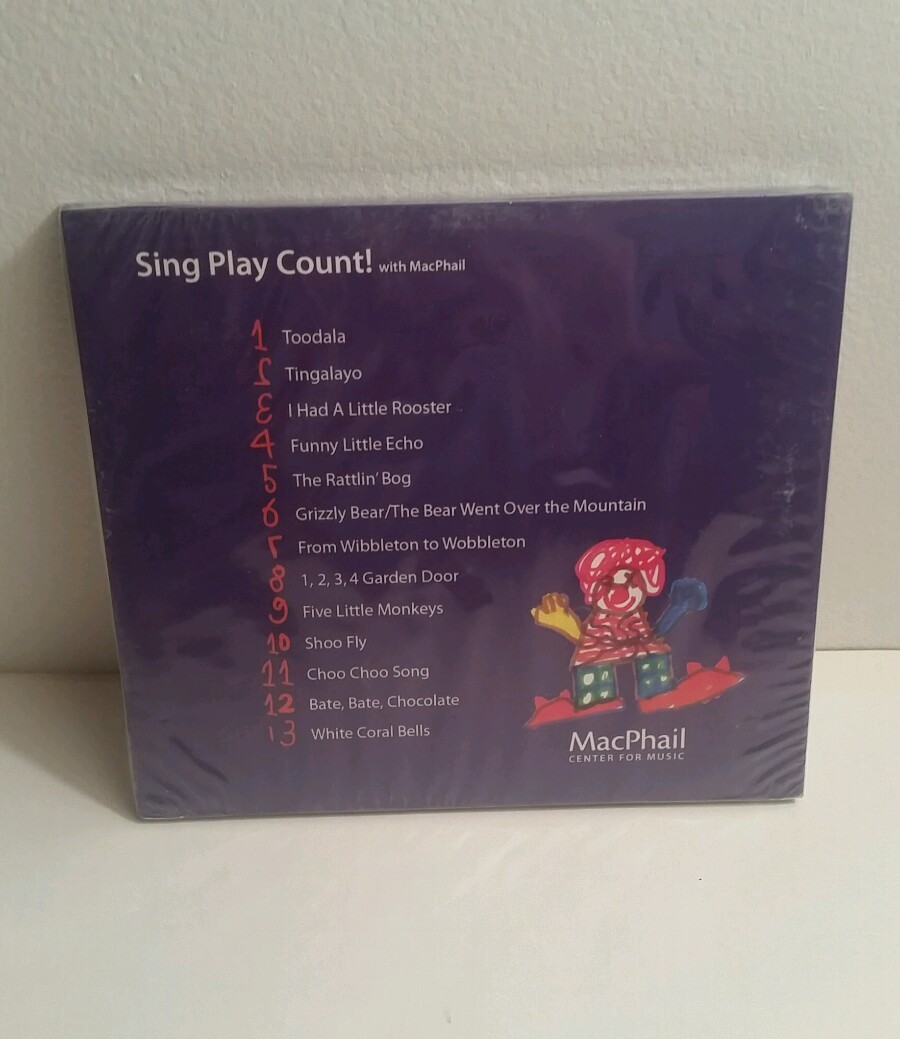 Sing Play Count! with MacPhail
1 Toodala
2 Tingalayo
3 I Had A Little Rooster
4 Funny Little Echo
5 The Rattlin' Bog
6 Grizzly Bear/The Bear Went Over the Mountain
7 From Wibbleton to Wobbleton
8 1, 2, 3, 4 Garden Door
9 Five Little Monkeys
10 Shoo Fly
11 Choo Choo Song
12 Bate, Bate, Chocolate
13 White Coral Bells
MacPhail
CENTER FOR MUSIC